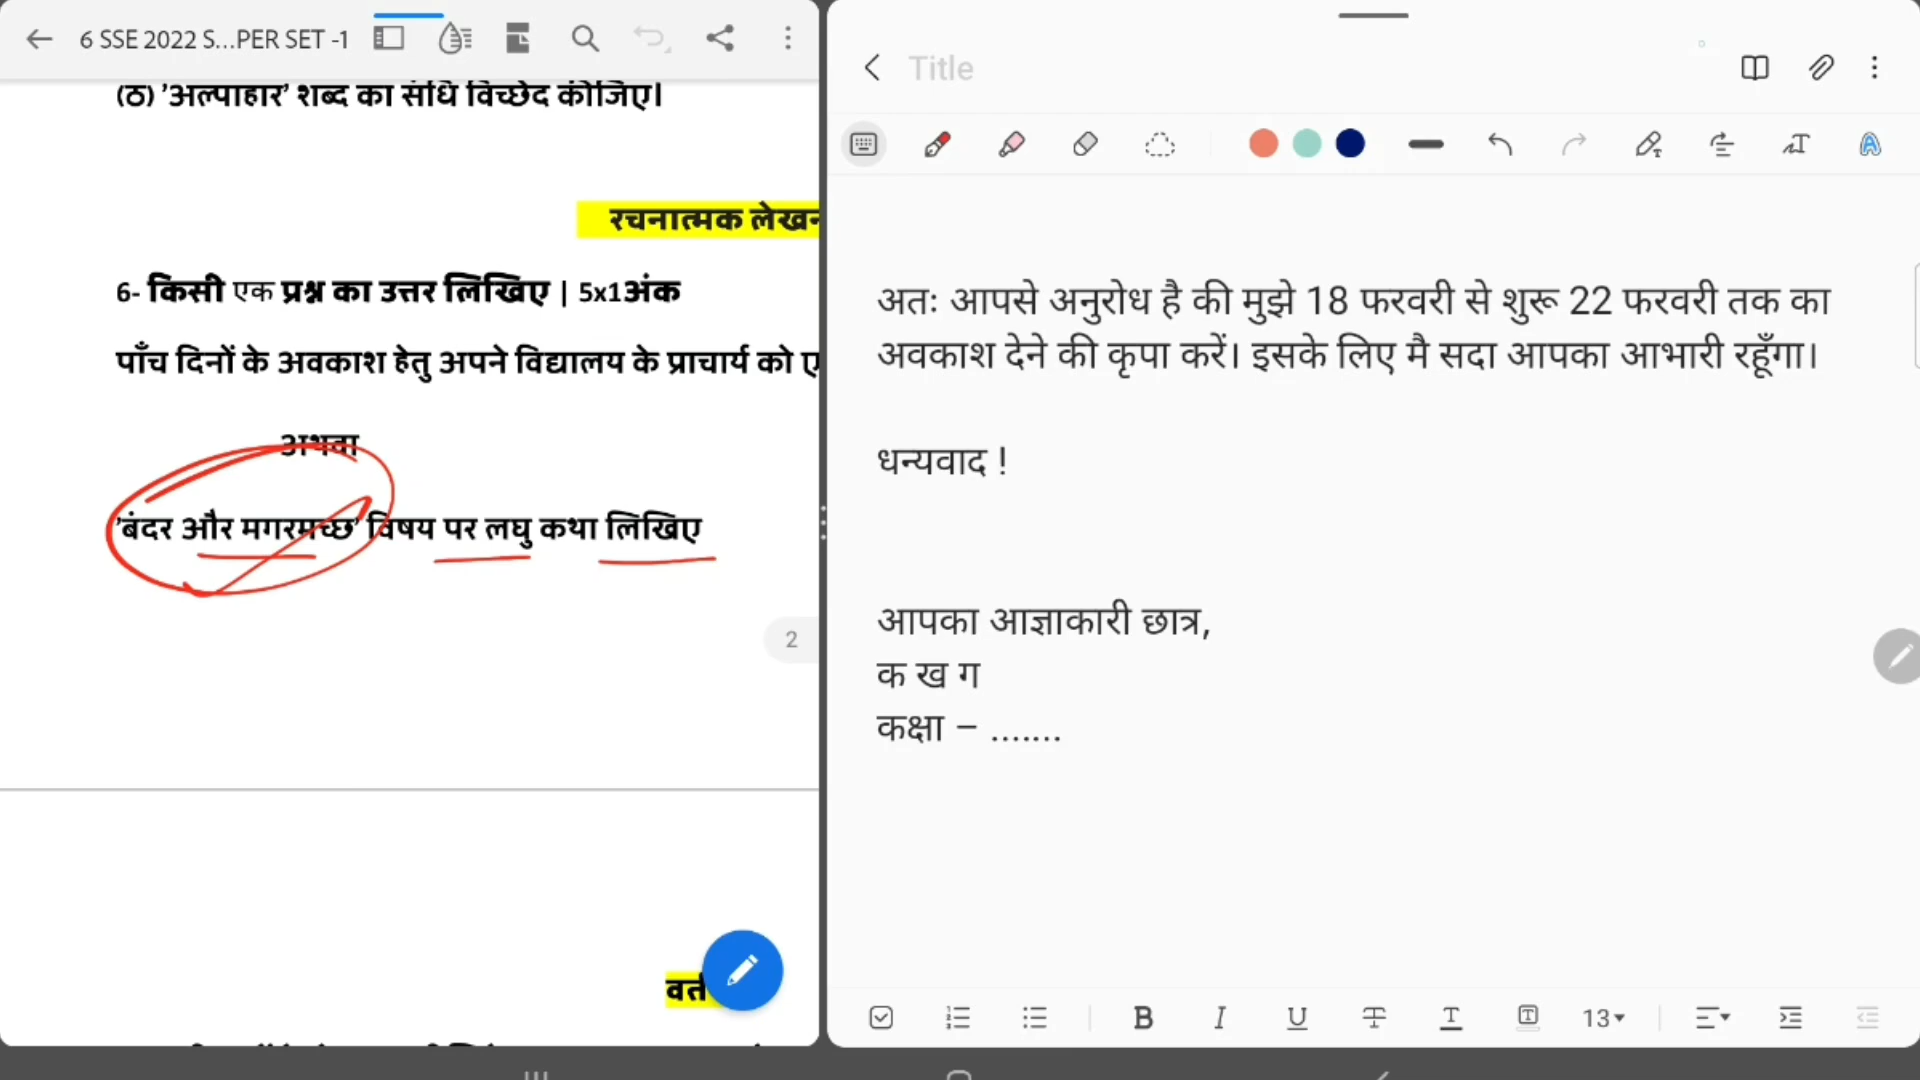 6 SSE 2022 S...PER SET -1
(ठ) 'अल्पाहार' शब्द का संधि विच्छेद कीजिए।
रचनात्मक लेखन
6- किसी एक प्रश्न का उत्तर लिखिए | 5x1अंक
पाँच दिनों के अवकाश हेतु अपने विद्यालय के प्राचार्य को ए
अथवा
'बंदर और मगरमच्छ' विषय पर लघु कथा लिखिए
2
Title
अतः आपसे अनुरोध है की मुझे 18 फरवरी से शुरू 22 फरवरी तक का
अवकाश देने की कृपा करें। इसके लिए मै सदा आपका आभारी रहूँगा।
धन्यवाद !
आपका आज्ञाकारी छात्र,
क ख ग
कक्षा – .......
13